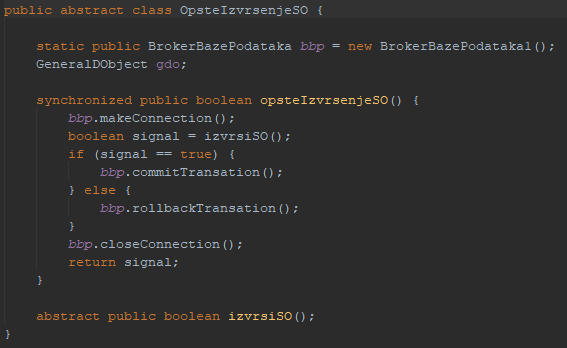 public abstract class OpsteIzvrsenjeSO {
static public BrokerBazePodataka bbp = new BrokerBazePodataka1();
GeneralDObject gdo;
synchronized public boolean opsteIzvrsenjeSO() {
bbp.makeConnection();
boolean signal = izvrsiSO();
if (signal == true) {
bbp.commitTransation();
} else {
bbp.rollbackTransation();
}
bbp.closeConnection();
return signal;
}
abstract public boolean izvrsiSO();
}